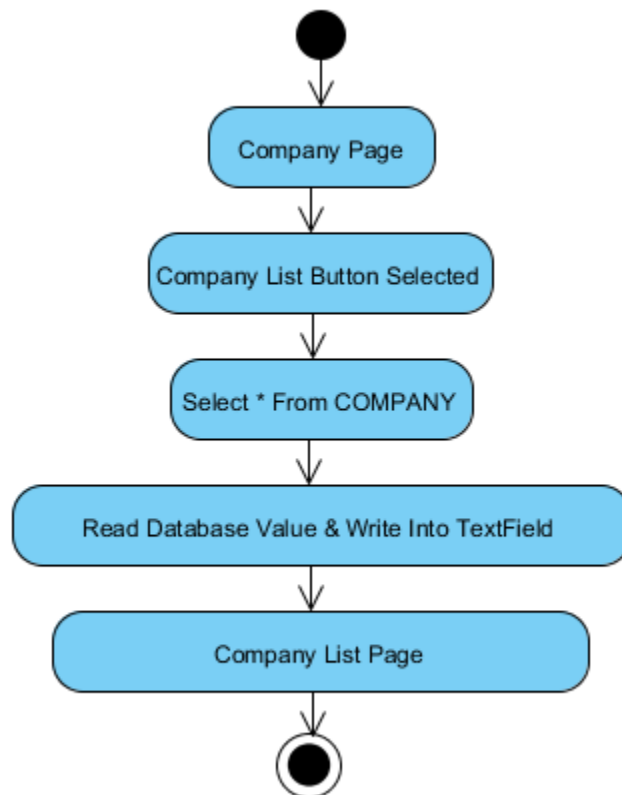 Company Page
Company List Button Selected
Select * From COMPANY
Read Database Value & Write Into TextField
Company List Page